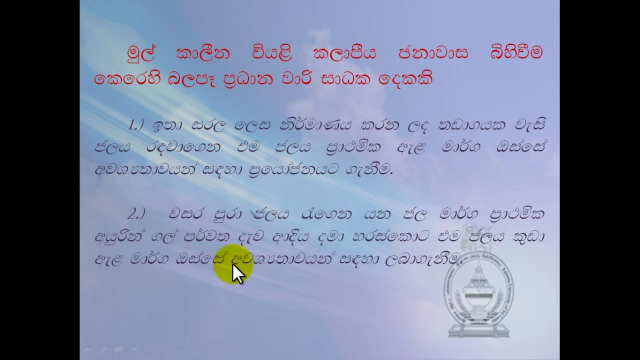 මුල් කාලීන වියළි කලාපීය ජනාවාස බිහිවීම
කෙරෙහි බලපෑ ප්‍රධාන වාරි සාධක දෙකකි
1.) ඉතා සරල ලෙස නිර්මාණය කරන ලද තඩාගයක වැසි
ජලය රඳවාගෙන එම ජලය ප්‍රාථමික ඇළ මාර්ග ඔස්සේ
අවශ්‍යතාවයන් සඳහා ප්‍රයෝජනයට ගැනීම.
2.) වසර පුරා ජලය රැගෙන යන ජල මාර්ග ප්‍රාථමික
අයුරින් ගල් පර්වත දැව ආදිය දමා හරස්කොට එම ජලය කුඩා
ඇළ මාර්ග ඔස්සේ අවශ්‍යතාවයන් සඳහා ලබාගැනීම.